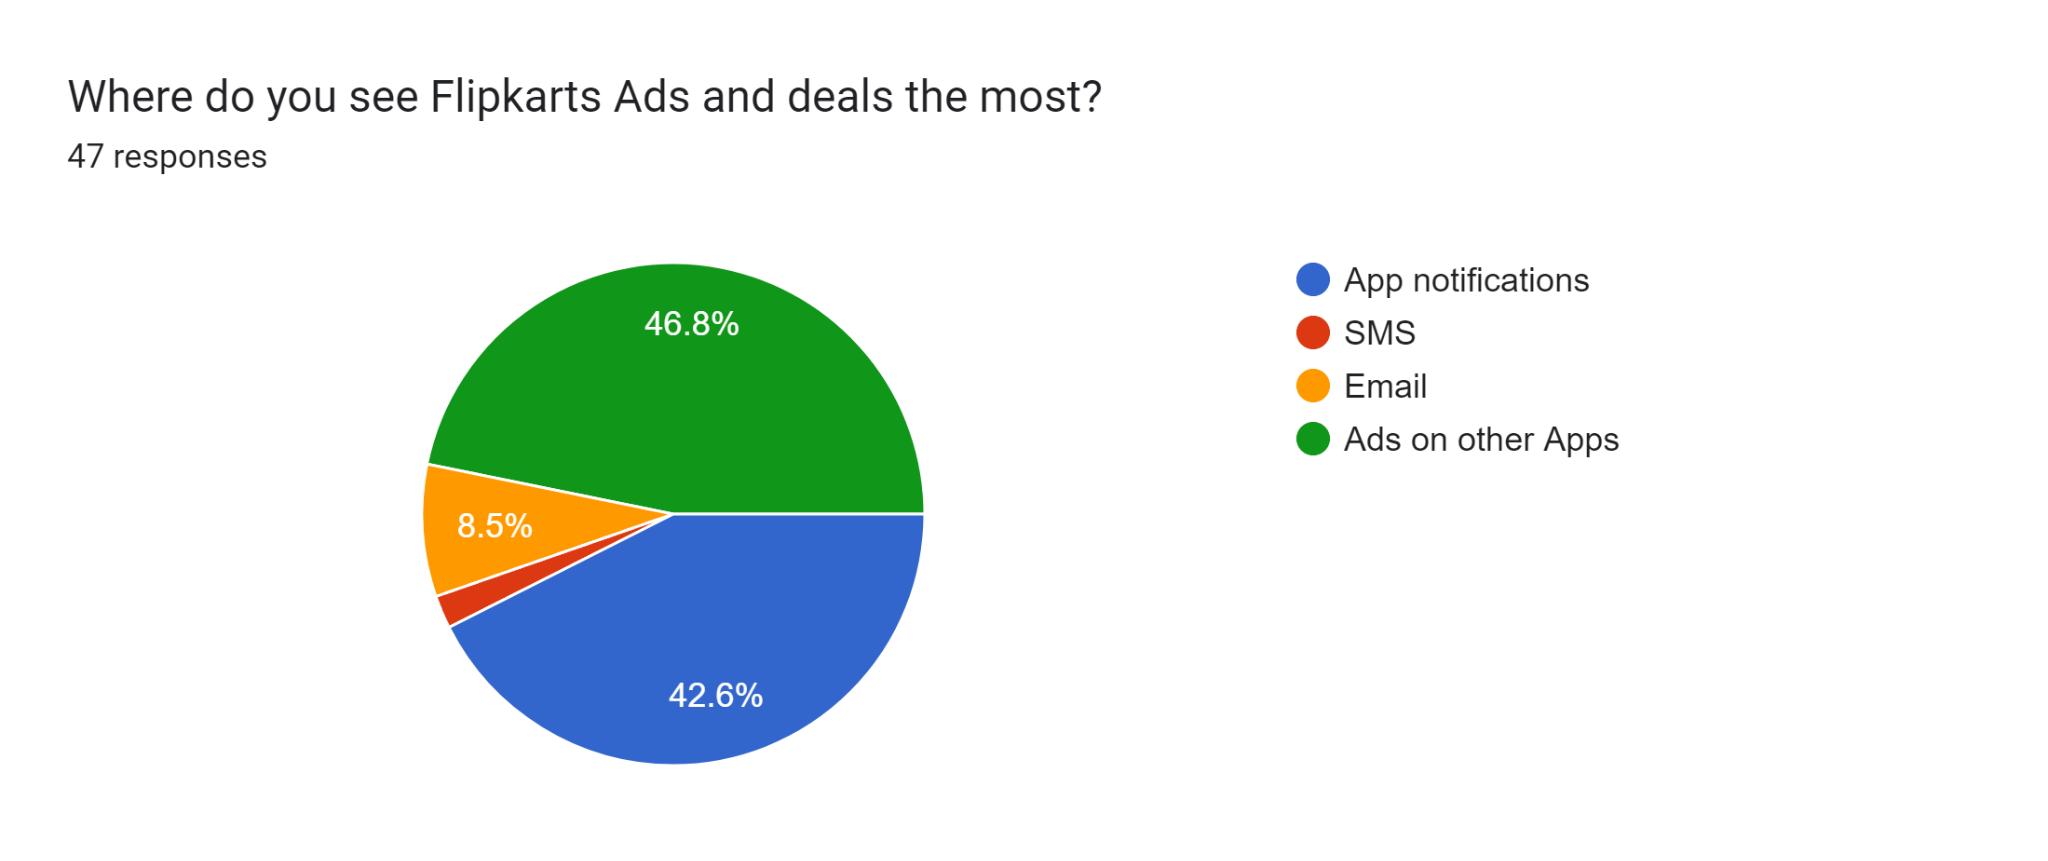 Where do you see Flipkarts Ads and deals the most?
47 responses
46.8%
8.5%
42.6%
App notifications
SMS
Email
Ads on other Apps